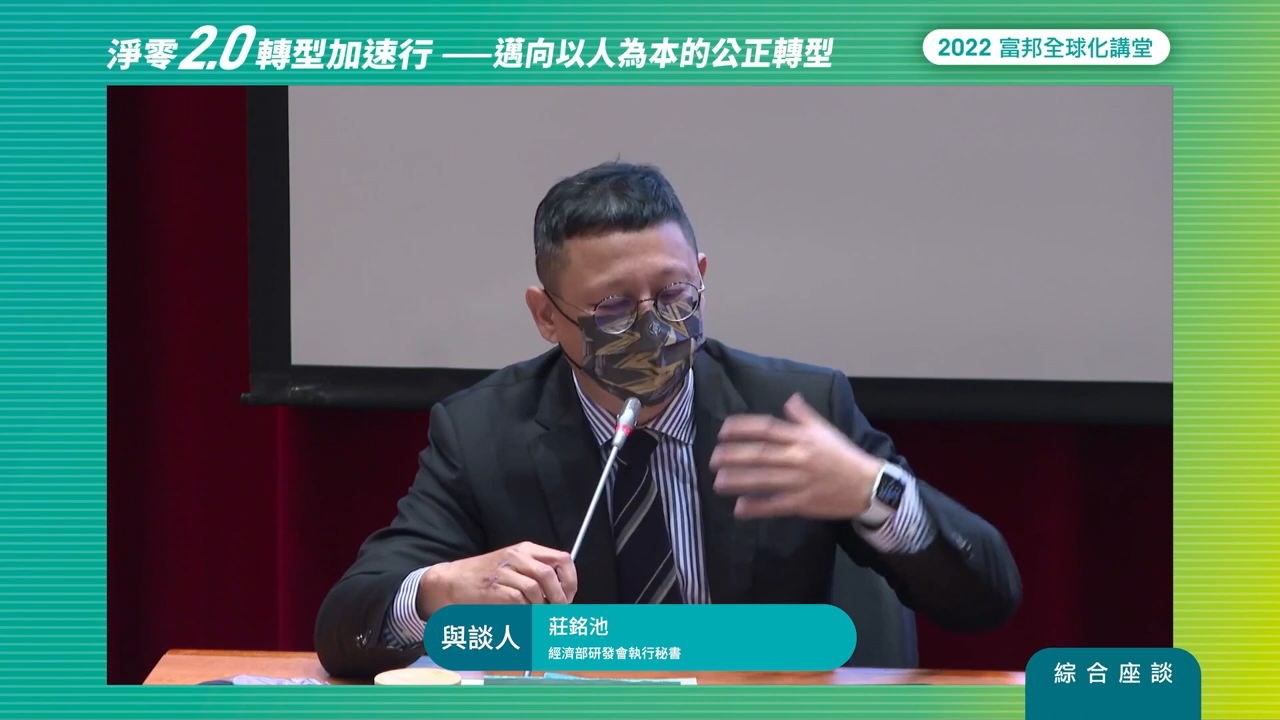 淨零2.0轉型加速行 ──邁向以人為本的公正轉型
2022 富邦全球化講堂
與談人
莊銘池
經濟部研發會執行秘書
綜合座談